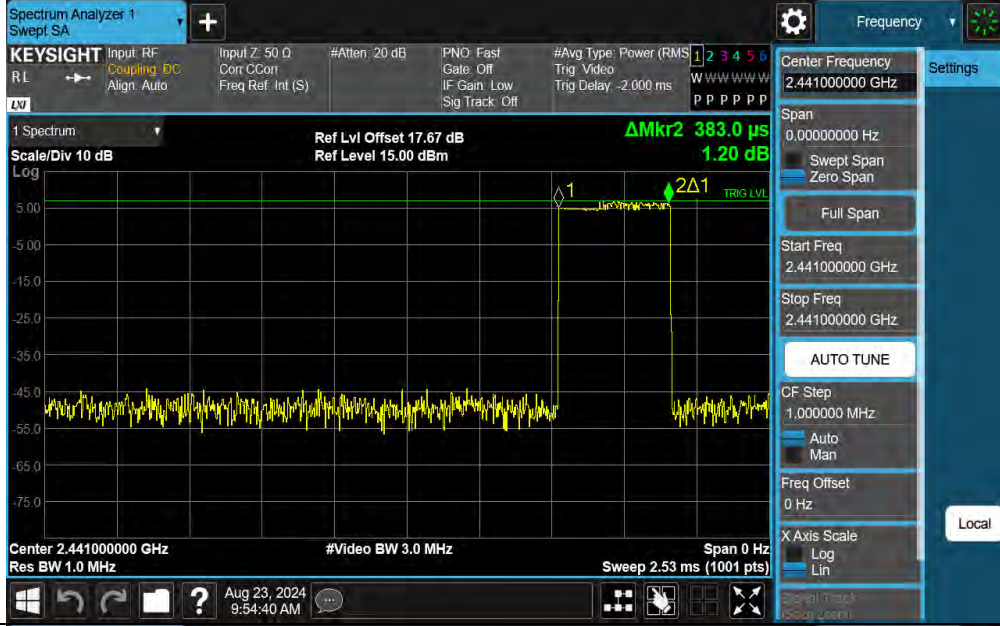 Spectrum Analyzer 1
Swept SA
+
Frequency
KEYSIGHT
RL
LXI
Input: RF
Coupling: DC
Align: Auto
Input Z: 50 Ω
Corr CCorr
Freq Ref: Int (S)
#Atten: 20 dB
PNO: Fast
Gate: Off
IF Gain: Low
Sig Track: Off
#Avg Type: Power (RMS
Trig: Video
Trig Delay: -2.000 ms
1 2 3 4 5 6
W W W W W W
P P P P P P
Center Frequency
2.441000000 GHz
Settings
1 Spectrum
Scale/Div 10 dB
Log
Ref Lvl Offset 17.67 dB
Ref Level 15.00 dBm
ΔMkr2 383.0 µs
1.20 dB
Span
0.00000000 Hz
Swept Span
Zero Span
Full Span
Start Freq
2.441000000 GHz
Stop Freq
2.441000000 GHz
AUTO TUNE
CF Step
1.000000 MHz
Auto
Man
Freq Offset
0 Hz
X Axis Scale
Log
Lin
Signal Track
(Span Zoom)
Local
1
2Δ1
TRIG LVL
5.00
-5.00
-15.0
-25.0
-35.0
-45.0
-55.0
-65.0
-75.0
Center 2.441000000 GHz
#Video BW 3.0 MHz
Span 0 Hz
Res BW 1.0 MHz
Sweep 2.53 ms (1001 pts)
?
Aug 23, 2024
9:54:40 AM